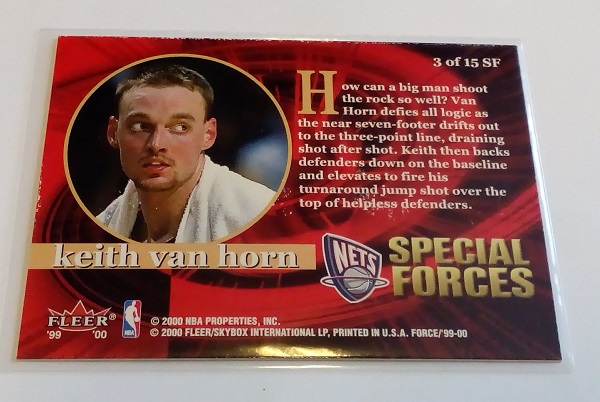 3 of 15 SF
How can a big man shoot
the rock so well? Van
Horn defies all logic as
the near seven-footer drifts out
to the three-point line, draining
shot after shot. Keith then backs
defenders down on the baseline
and elevates to fire his
turnaround jump shot over the
top of helpless defenders.
keith van horn
NETS
SPECIAL
FORCES
FLEER®
'99 '00
NBA
© 2000 NBA PROPERTIES, INC.
© 2000 FLEER/SKYBOX INTERNATIONAL LP, PRINTED IN U.S.A. FORCE/'99-00